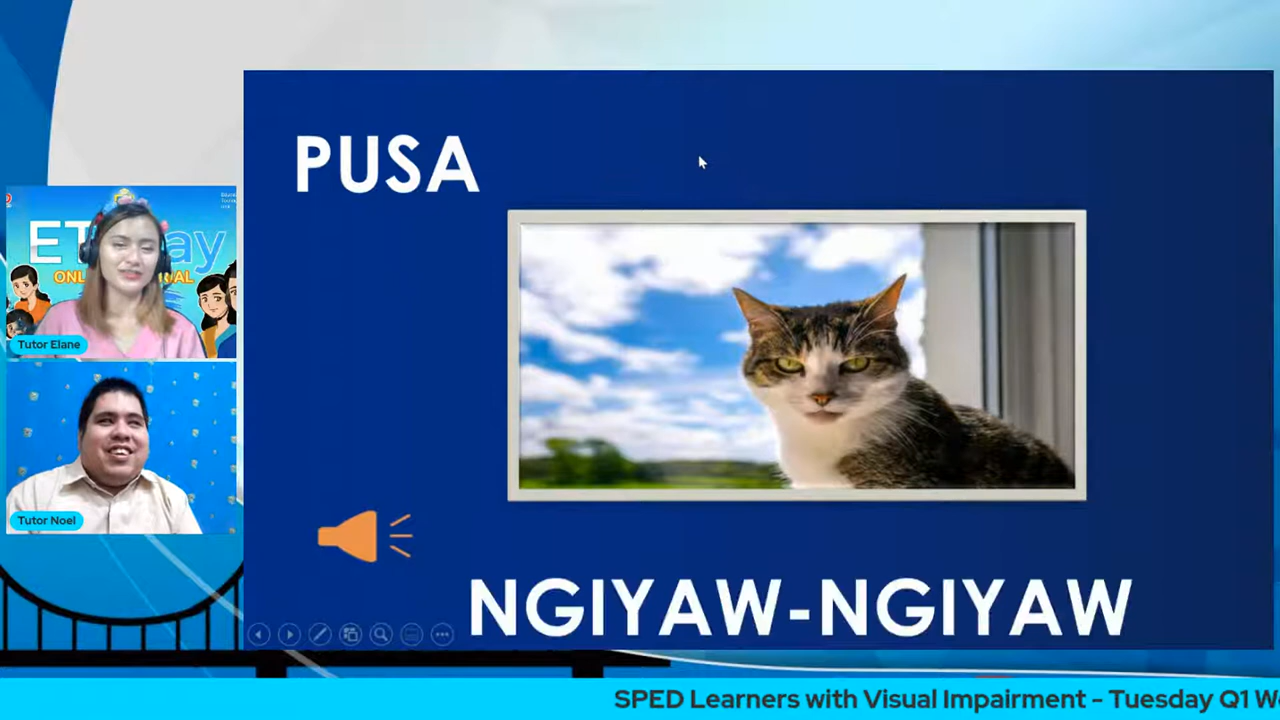 PUSA
NGIYAW-NGIYAW
Tutor Elane
Tutor Noel
SPED Learners with Visual Impairment - Tuesday Q1